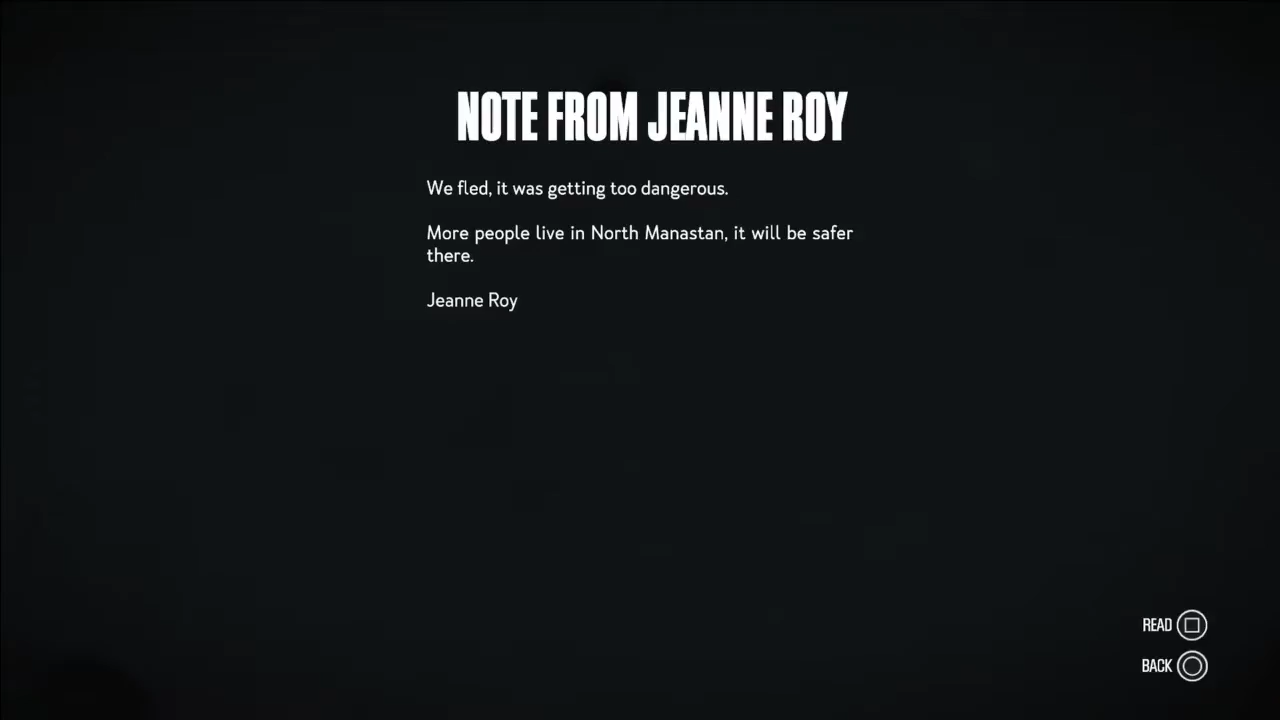 NOTE FROM JEANNE ROY
We fled, it was getting too dangerous.
More people live in North Manastan, it will be safer
there.
Jeanne Roy
READ
BACK